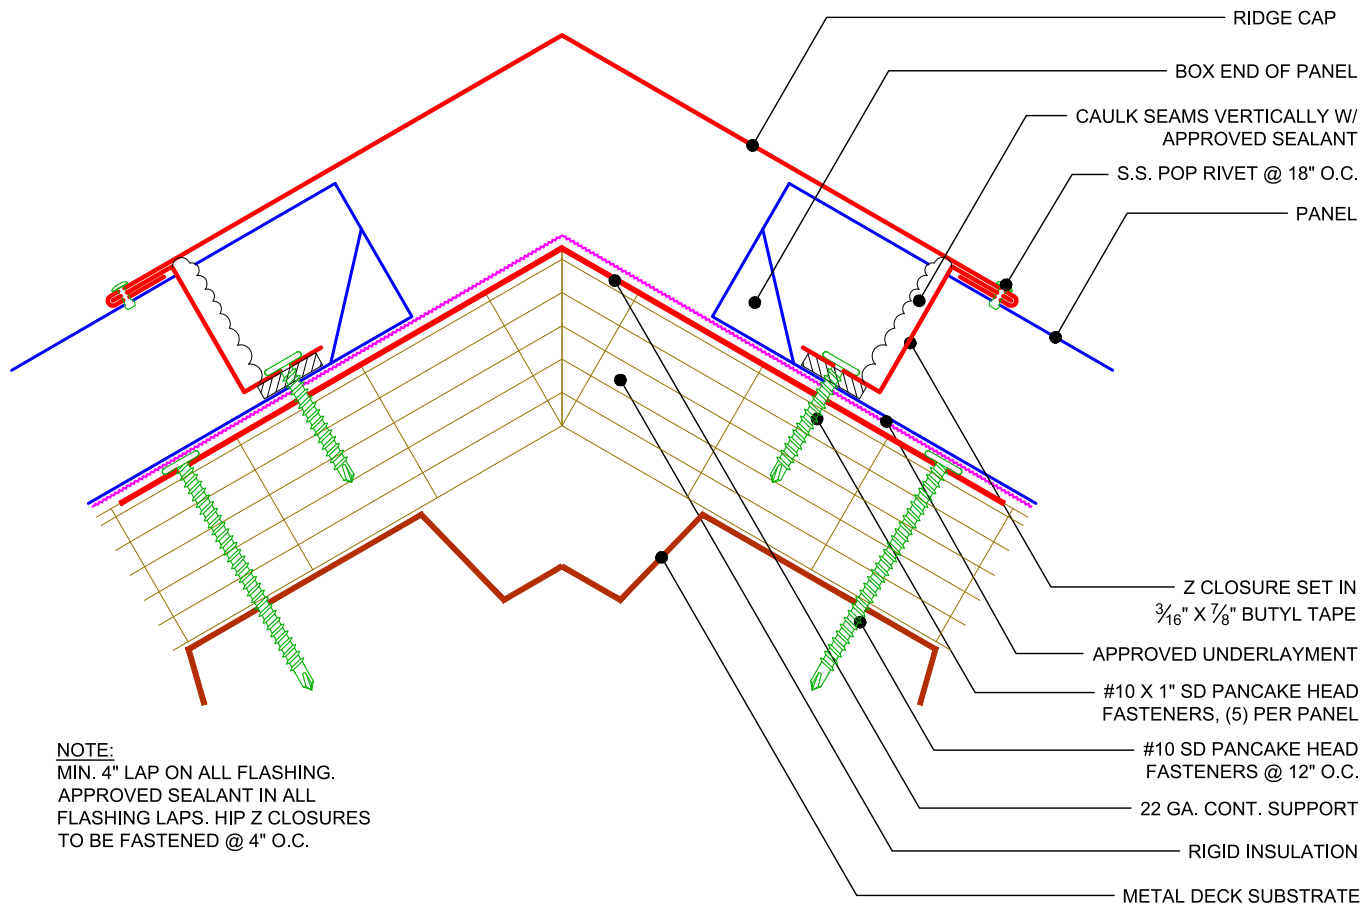 RIDGE CAP
BOX END OF PANEL
CAULK SEAMS VERTICALLY W/
APPROVED SEALANT
S.S. POP RIVET @ 18" O.C.
PANEL
Z CLOSURE SET IN
3/16" X 7/8" BUTYL TAPE
APPROVED UNDERLAYMENT
#10 X 1" SD PANCAKE HEAD
FASTENERS, (5) PER PANEL
#10 SD PANCAKE HEAD
FASTENERS @ 12" O.C.
22 GA. CONT. SUPPORT
RIGID INSULATION
METAL DECK SUBSTRATE
NOTE:
MIN. 4" LAP ON ALL FLASHING.
APPROVED SEALANT IN ALL
FLASHING LAPS. HIP Z CLOSURES
TO BE FASTENED @ 4" O.C.